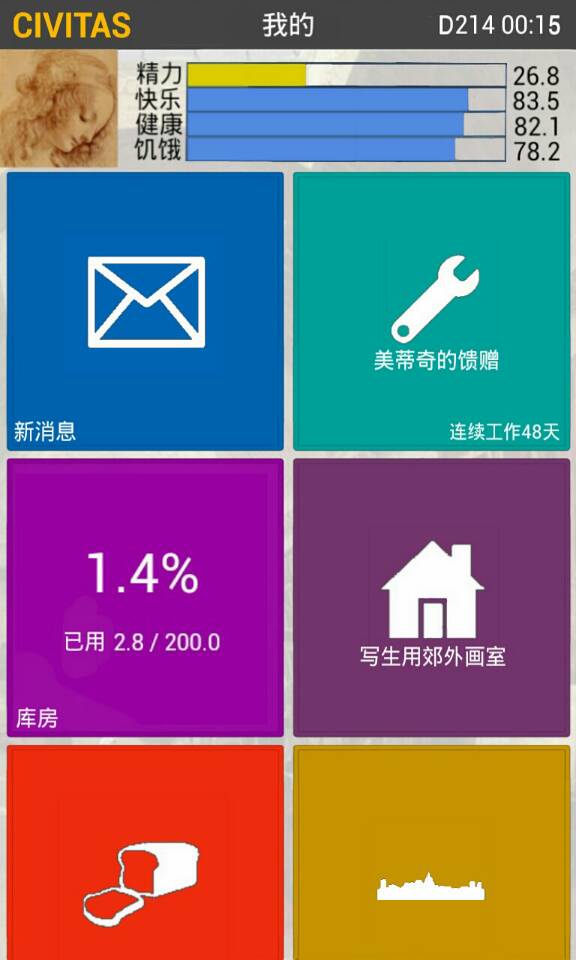 CIVITAS 我的 D214 00:15
精力 26.8
快乐 83.5
健康 82.1
饥饿 78.2
新消息
美蒂奇的馈赠
连续工作48天
1.4%
已用 2.8 / 200.0
库房
写生用郊外画室